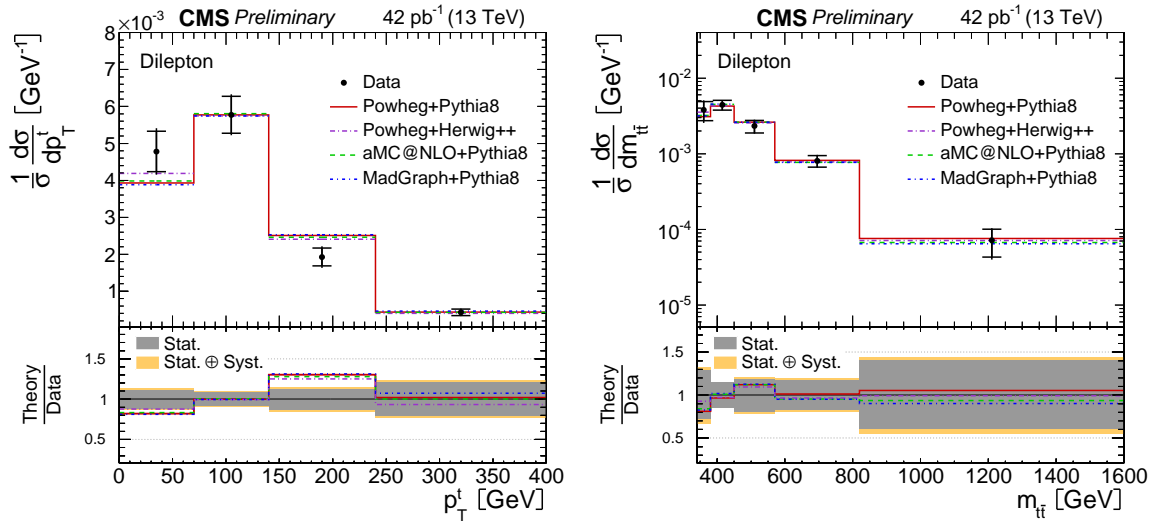 CMS Preliminary 42 pb⁻¹ (13 TeV)
×10⁻³
1/σ dσ/dp_T^t [GeV⁻¹]
8
7
6
5
4
3
2
1
Dilepton
Data
Powheg+Pythia8
Powheg+Herwig++
aMC@NLO+Pythia8
MadGraph+Pythia8
Theory/Data
1.5
1
0.5
Stat.
Stat. ⊕ Syst.
0 50 100 150 200 250 300 350 400
p_T^t [GeV]
CMS Preliminary 42 pb⁻¹ (13 TeV)
1/σ dσ/dm_tt̄ [GeV⁻¹]
10⁻²
10⁻³
10⁻⁴
10⁻⁵
Dilepton
Data
Powheg+Pythia8
Powheg+Herwig++
aMC@NLO+Pythia8
MadGraph+Pythia8
Theory/Data
1.5
1
0.5
Stat.
Stat. ⊕ Syst.
400 600 800 1000 1200 1400 1600
m_tt̄ [GeV]